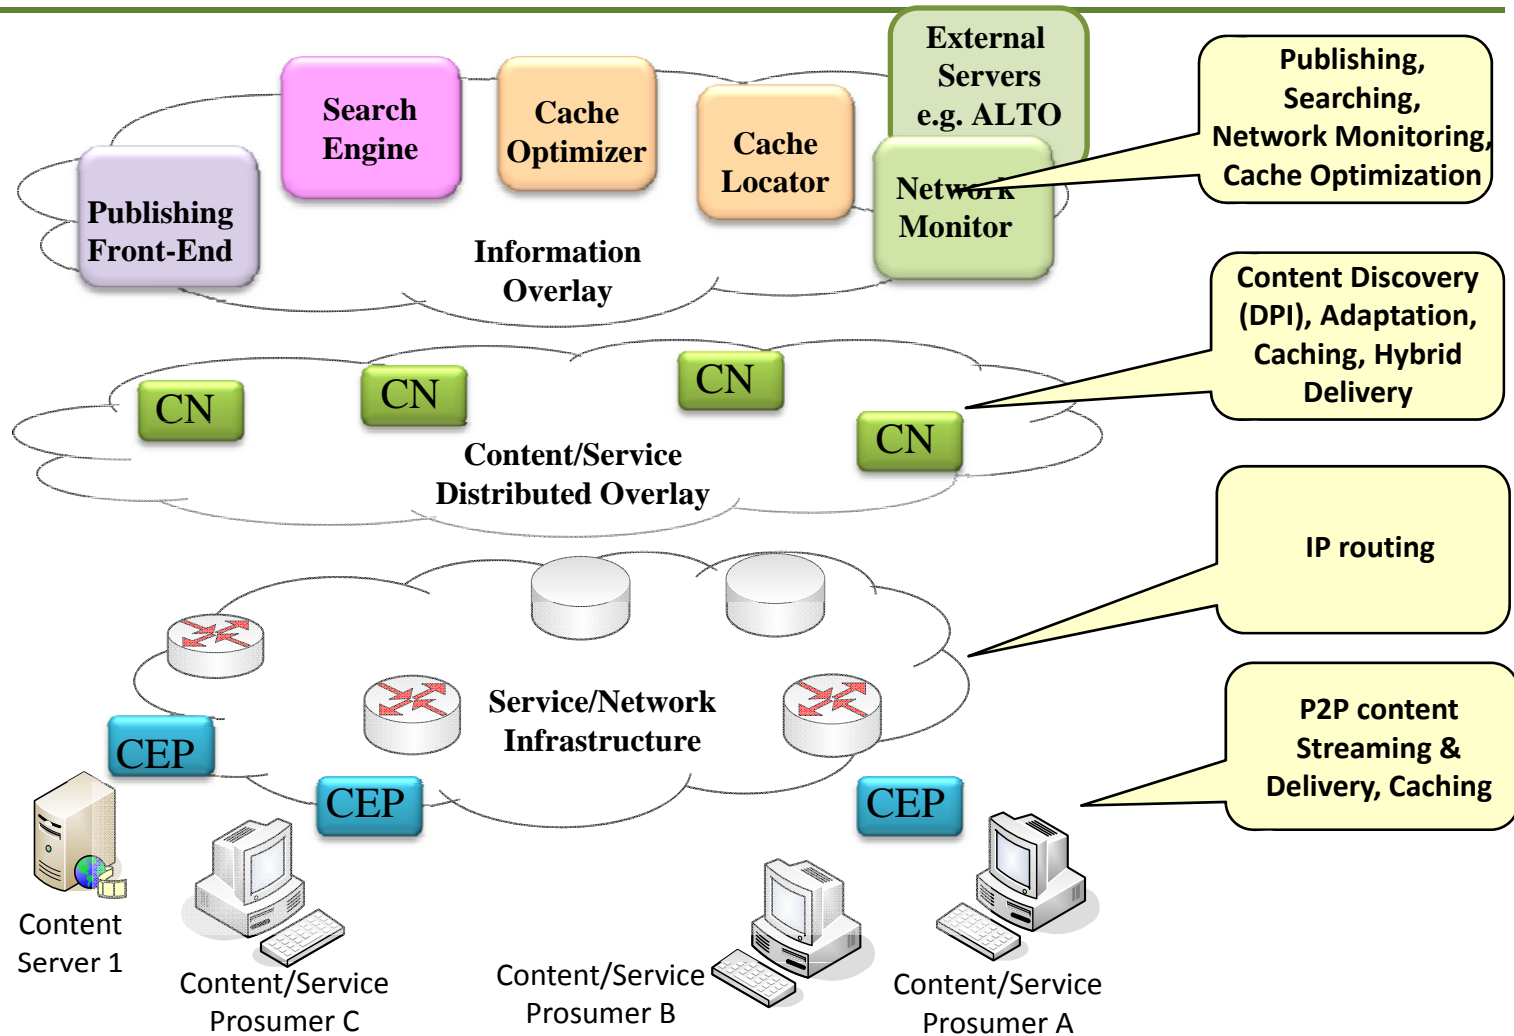 External
Servers
e.g. ALTO
Search
Engine
Cache
Optimizer
Cache
Locator
Network
Monitor
Publishing
Front-End
Information
Overlay
Publishing,
Searching,
Network Monitoring,
Cache Optimization
CN
CN
CN
CN
Content/Service
Distributed Overlay
Content Discovery
(DPI), Adaptation,
Caching, Hybrid
Delivery
Service/Network
Infrastructure
IP routing
CEP
CEP
CEP
P2P content
Streaming &
Delivery, Caching
Content
Server 1
Content/Service
Prosumer C
Content/Service
Prosumer B
Content/Service
Prosumer A